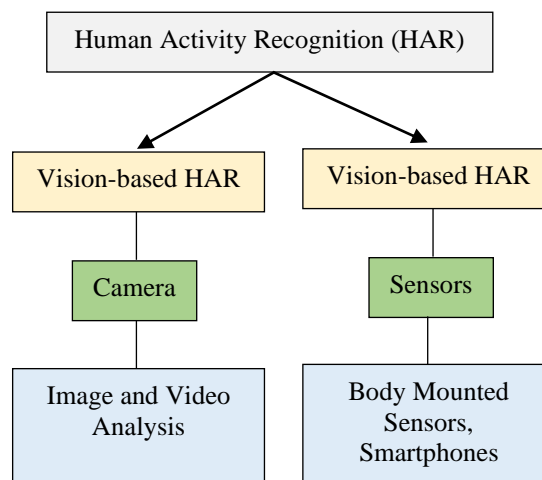 Human Activity Recognition (HAR)
Vision-based HAR
Vision-based HAR
Camera
Sensors
Image and Video
Analysis
Body Mounted
Sensors,
Smartphones